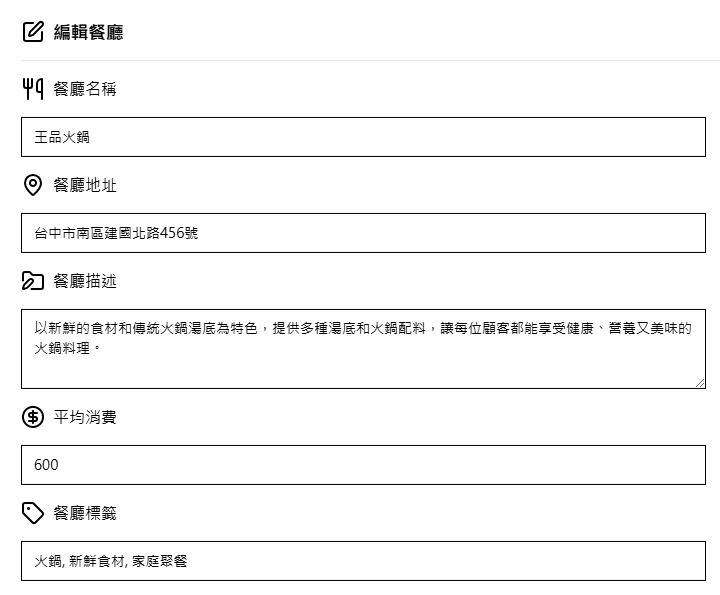 編輯餐廳
餐廳名稱
王品火鍋
餐廳地址
台中市南區建國北路456號
餐廳描述
以新鮮的食材和傳統火鍋湯底為特色，提供多種湯底和火鍋配料，讓每位顧客都能享受健康、營養又美味的
火鍋料理。
平均消費
600
餐廳標籤
火鍋, 新鮮食材, 家庭聚餐